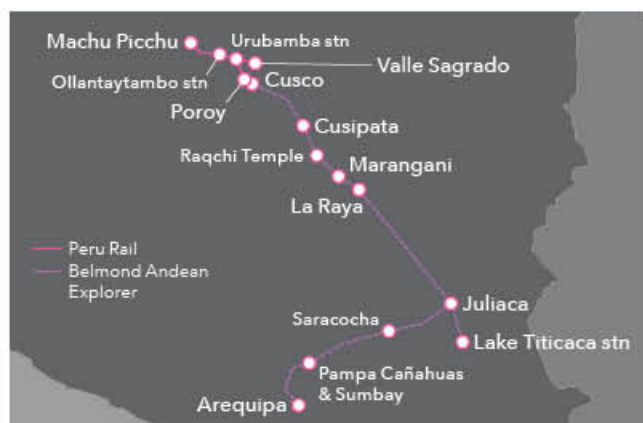 Machu Picchu
Urubamba stn
Ollantaytambo stn
Valle Sagrado
Poroy
Cusco
Cusipata
Raqchi Temple
Marangani
La Raya
Peru Rail
Belmond Andean
Explorer
Juliaca
Saracocha
Lake Titicaca stn
Pampa Cañahuas
& Sumbay
Arequipa